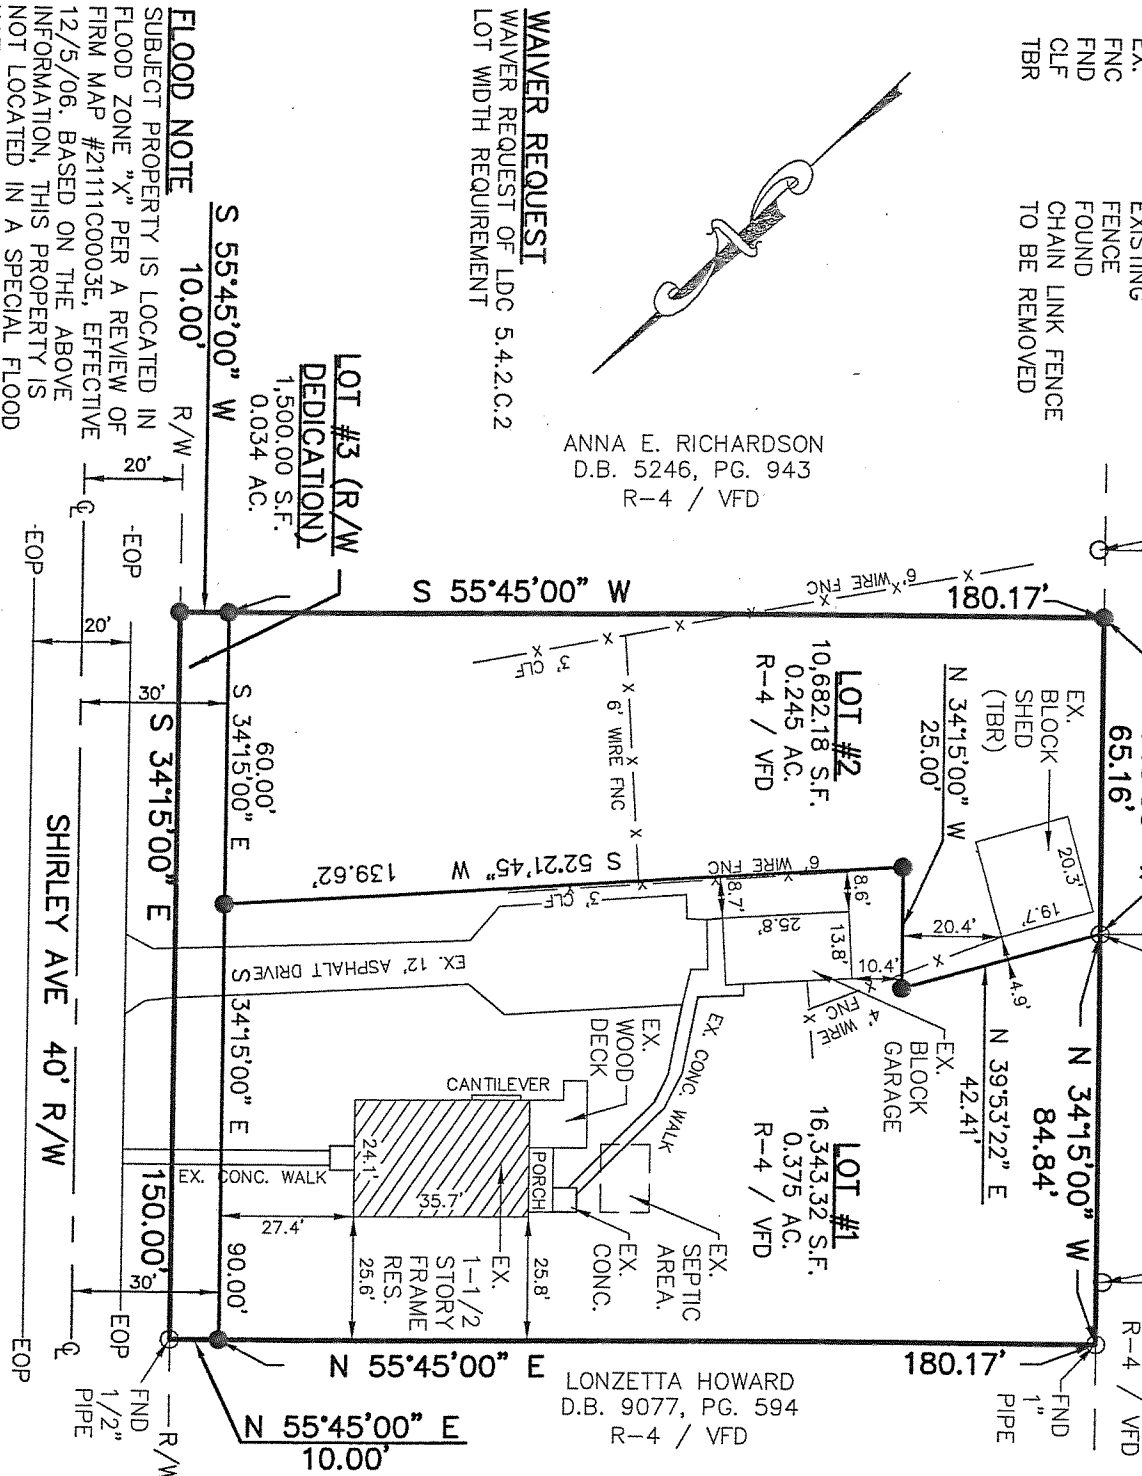 EX. EXISTING
FNC FENCE
FND FOUND
CLF CHAIN LINK FENCE
TBR TO BE REMOVED
WAIVER REQUEST
WAIVER REQUEST OF LDC 5.4.2.C.2
LOT WIDTH REQUIREMENT
FLOOD NOTE
SUBJECT PROPERTY IS LOCATED IN
FLOOD ZONE "X" PER A REVIEW OF
FIRM MAP #21111C0003E, EFFECTIVE
12/5/06. BASED ON THE ABOVE
INFORMATION, THIS PROPERTY IS
NOT LOCATED IN A SPECIAL FLOOD
N
ANNA E. RICHARDSON
D.B. 5246, PG. 943
R-4 / VFD
S 55°45'00" W
10.00'
R/W
LOT #3 (R/W
DEDICATION)
1,500.00 S.F.
0.034 AC.
20'
℄
-EOP
-EOP
20'
30'
S 55°45'00" W
180.17'
6' WIRE FNC
3' CLF
6' WIRE FNC
LOT #2
10,682.18 S.F.
0.245 AC.
R-4 / VFD
N 34°15'00" W
25.00'
EX.
BLOCK
SHED
(TBR)
20.3'
19.7'
65.16'
60.00'
S 34°15'00" E
S 34°15'00" E
150.00'
SHIRLEY AVE 40' R/W
S 52°21'45" W
139.62'
6' WIRE FNC
3' CLF
8.7'
8.6'
25.8'
13.8'
10.4'
20.4'
4.9'
4'
WIRE
FNC
EX.
BLOCK
GARAGE
N 39°53'22" E
42.41'
N 34°15'00" W
84.84'
EX. 12' ASPHALT DRIVE
S 34°15'00" E
90.00'
EX. CONC. WALK
EX.
WOOD
DECK
CANTILEVER
PORCH
24.1'
35.7'
EX. CONC. WALK
27.4'
25.6'
25.8'
EX.
1-1/2
STORY
FRAME
RES.
EX.
CONC.
EX.
SEPTIC
AREA.
LOT #1
16,343.32 S.F.
0.375 AC.
R-4 / VFD
30'
EOP
℄
-EOP
FND
1/2"
PIPE
R/W
N 55°45'00" E
180.17'
LONZETTA HOWARD
D.B. 9077, PG. 594
R-4 / VFD
N 55°45'00" E
10.00'
FND
1"
PIPE
R-4 / VFD